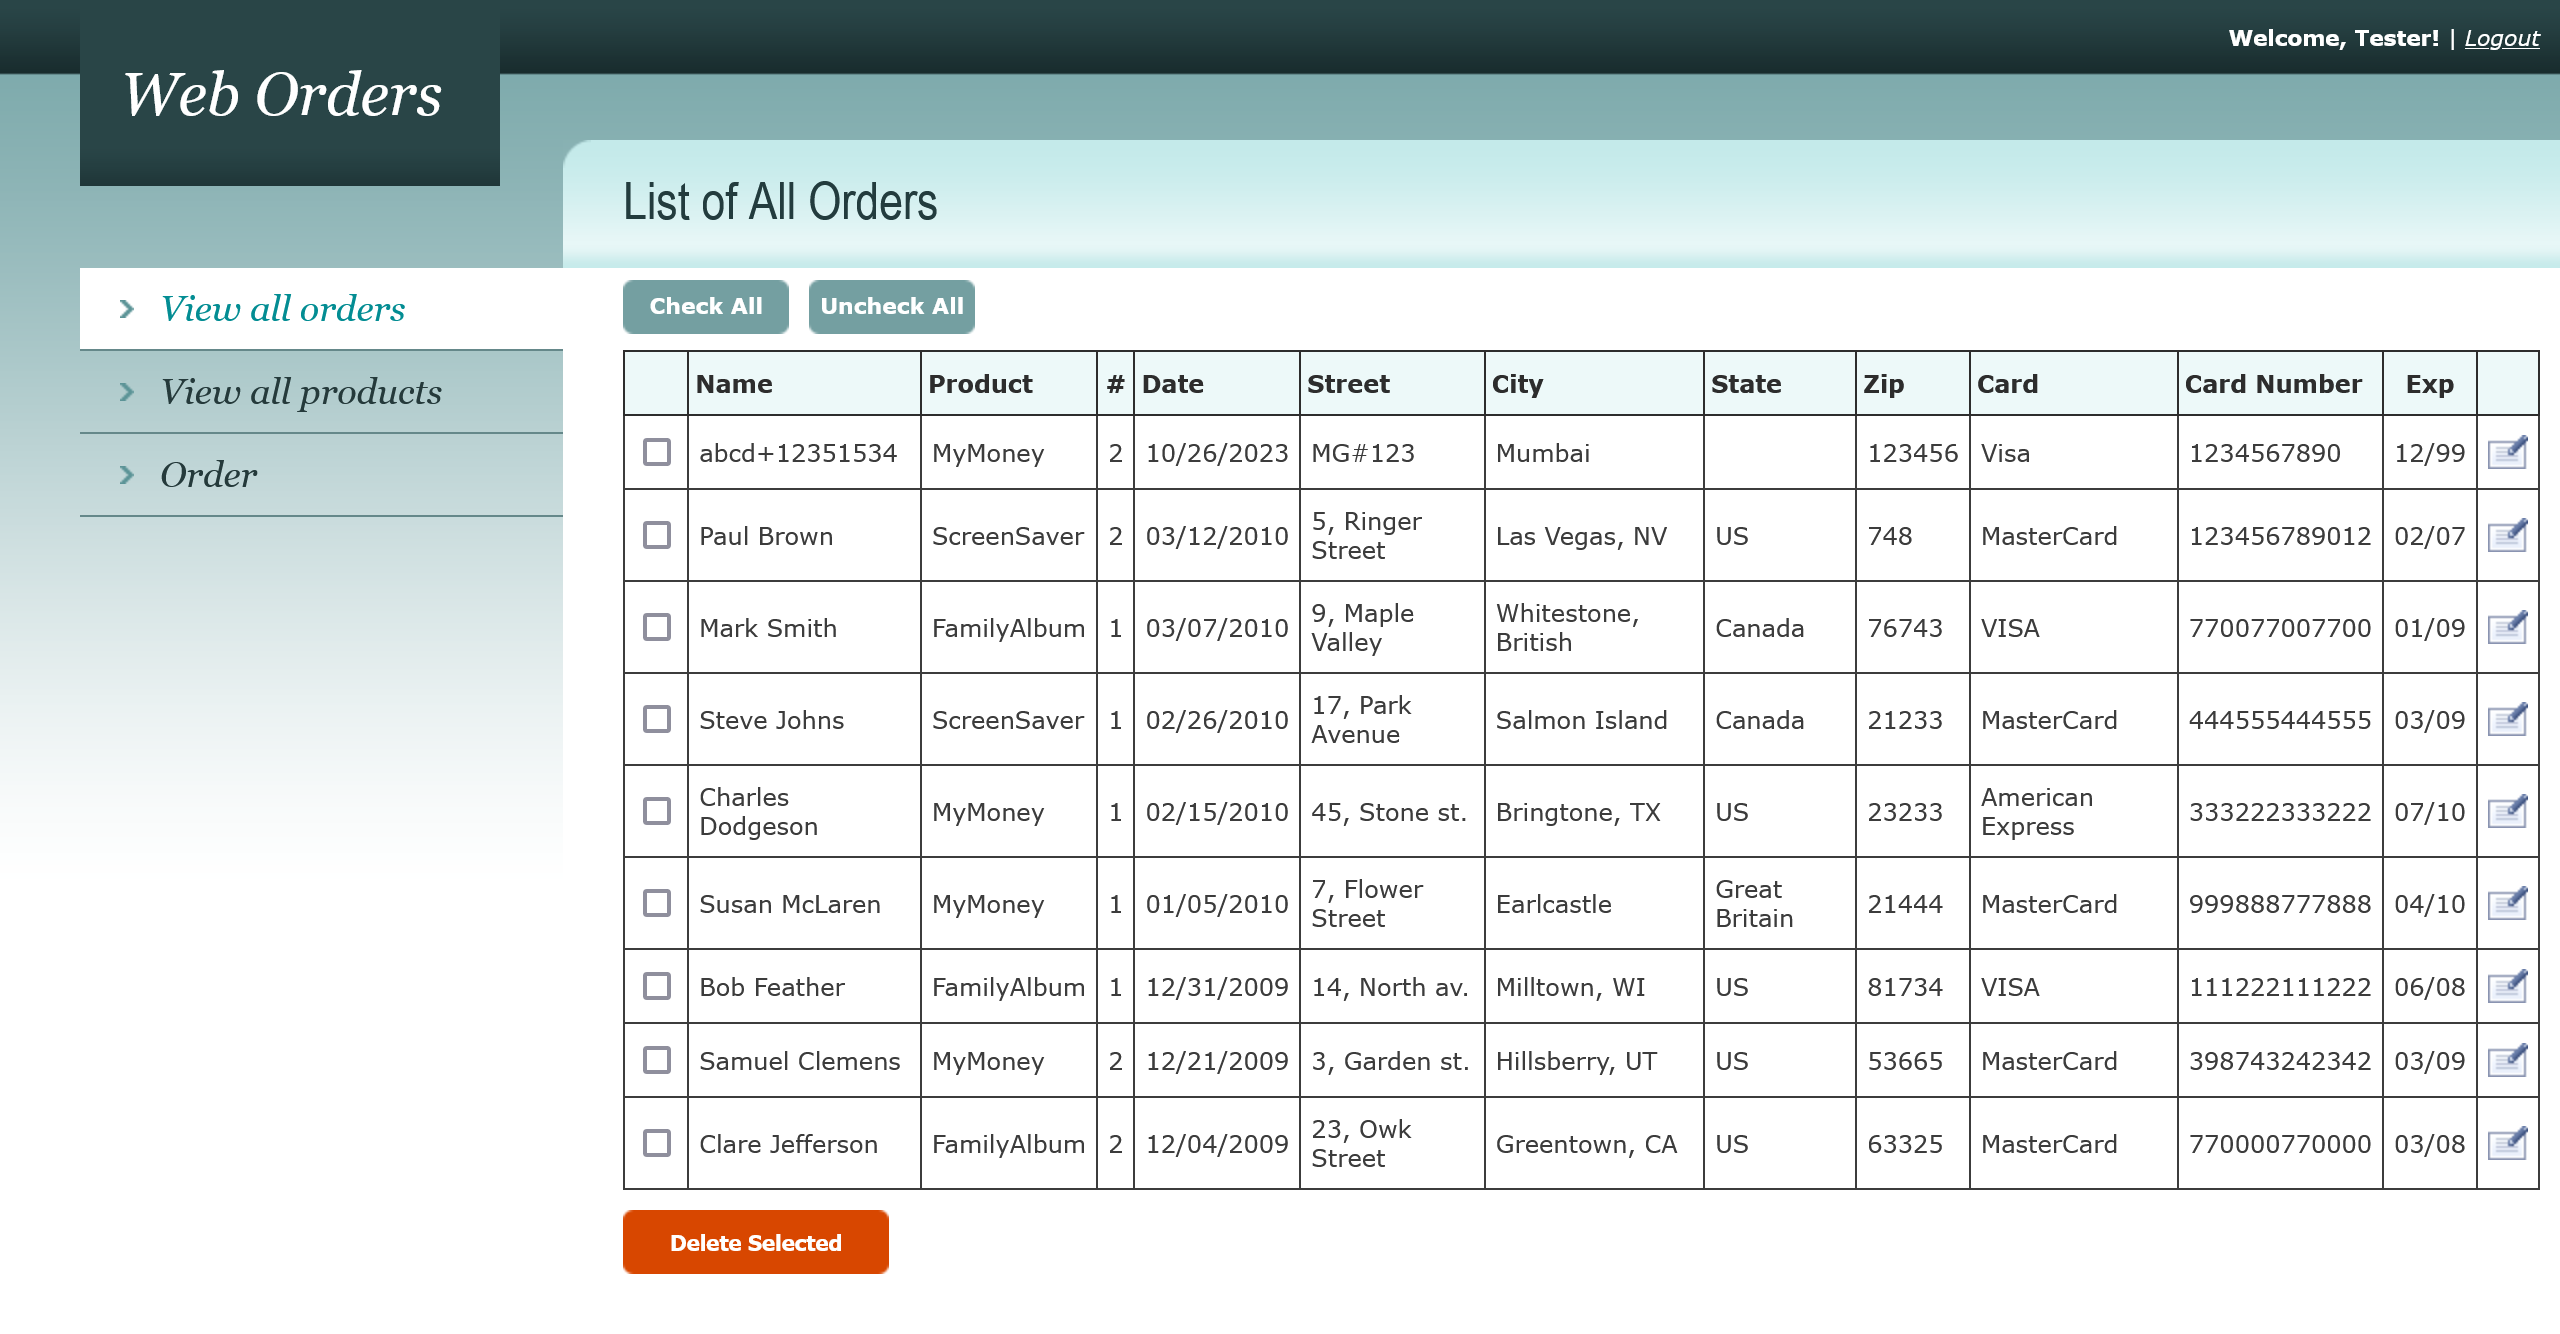 Welcome, Tester! | Logout
Web Orders
List of All Orders
View all orders
View all products
Order
Check All Uncheck All
Name Product # Date Street City State Zip Card Card Number Exp
abcd+12351534 MyMoney 2 10/26/2023 MG#123 Mumbai 123456 Visa 1234567890 12/99
Paul Brown ScreenSaver 2 03/12/2010 5, Ringer Street Las Vegas, NV US 748 MasterCard 123456789012 02/07
Mark Smith FamilyAlbum 1 03/07/2010 9, Maple Valley Whitestone, British Canada 76743 VISA 770077007700 01/09
Steve Johns ScreenSaver 1 02/26/2010 17, Park Avenue Salmon Island Canada 21233 MasterCard 444555444555 03/09
Charles Dodgeson MyMoney 1 02/15/2010 45, Stone st. Bringtone, TX US 23233 American Express 333222333222 07/10
Susan McLaren MyMoney 1 01/05/2010 7, Flower Street Earlcastle Great Britain 21444 MasterCard 999888777888 04/10
Bob Feather FamilyAlbum 1 12/31/2009 14, North av. Milltown, WI US 81734 VISA 111222111222 06/08
Samuel Clemens MyMoney 2 12/21/2009 3, Garden st. Hillsberry, UT US 53665 MasterCard 398743242342 03/09
Clare Jefferson FamilyAlbum 2 12/04/2009 23, Owk Street Greentown, CA US 63325 MasterCard 770000770000 03/08
Delete Selected